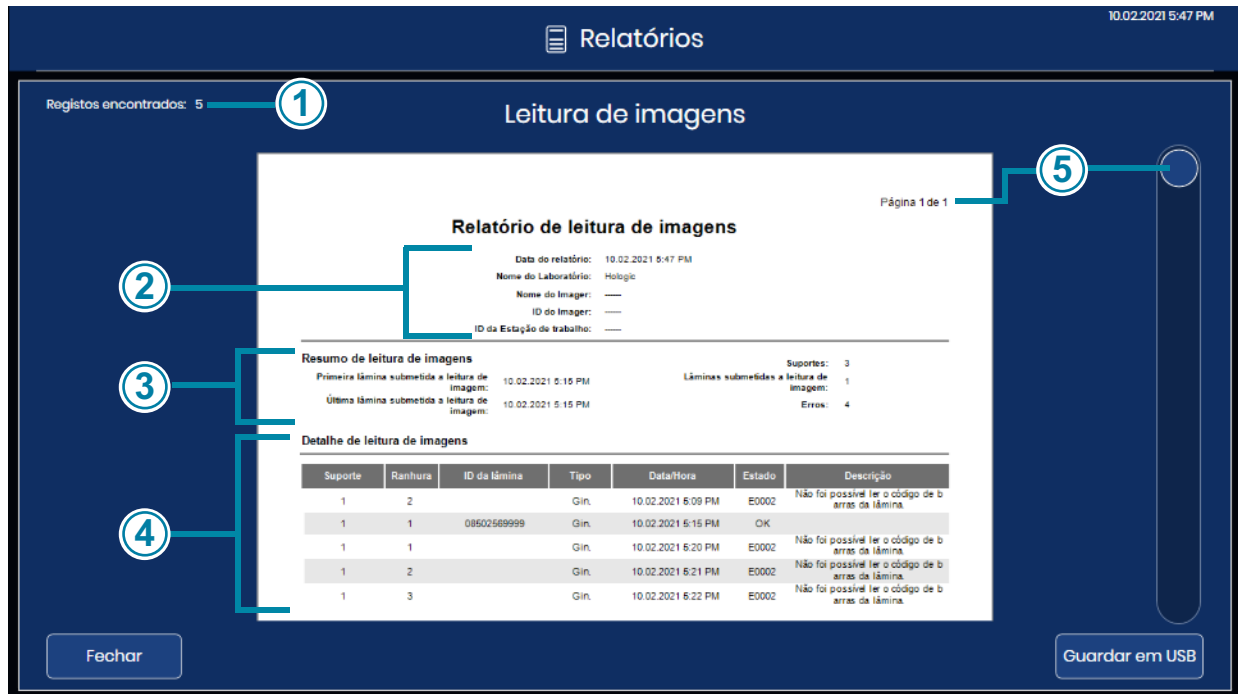 10.02.2021 5:47 PM
Relatórios
Registos encontrados: 5
1
Leitura de imagens
5
Página 1 de 1
Relatório de leitura de imagens
2
Data do relatório: 10.02.2021 5:47 PM
Nome do Laboratório: Hologic
Nome do Imager: -----
ID do Imager: -----
ID da Estação de trabalho: -----
3
Resumo de leitura de imagens
Primeira lâmina submetida a leitura de
imagem: 10.02.2021 5:15 PM
Última lâmina submetida a leitura de
imagem: 10.02.2021 5:15 PM
Suportes: 3
Lâminas submetidas a leitura de
imagem: 1
Erros: 4
4
Detalhe de leitura de imagens
Suporte Ranhura ID da lâmina Tipo Data/Hora Estado Descrição
1 2 Gin. 10.02.2021 5:09 PM E0002 Não foi possível ler o código de b
arras da lâmina.
1 1 08502569999 Gin. 10.02.2021 5:15 PM OK
1 1 Gin. 10.02.2021 5:20 PM E0002 Não foi possível ler o código de b
arras da lâmina.
1 2 Gin. 10.02.2021 5:21 PM E0002 Não foi possível ler o código de b
arras da lâmina.
1 3 Gin. 10.02.2021 5:22 PM E0002 Não foi possível ler o código de b
arras da lâmina.
Fechar
Guardar em USB